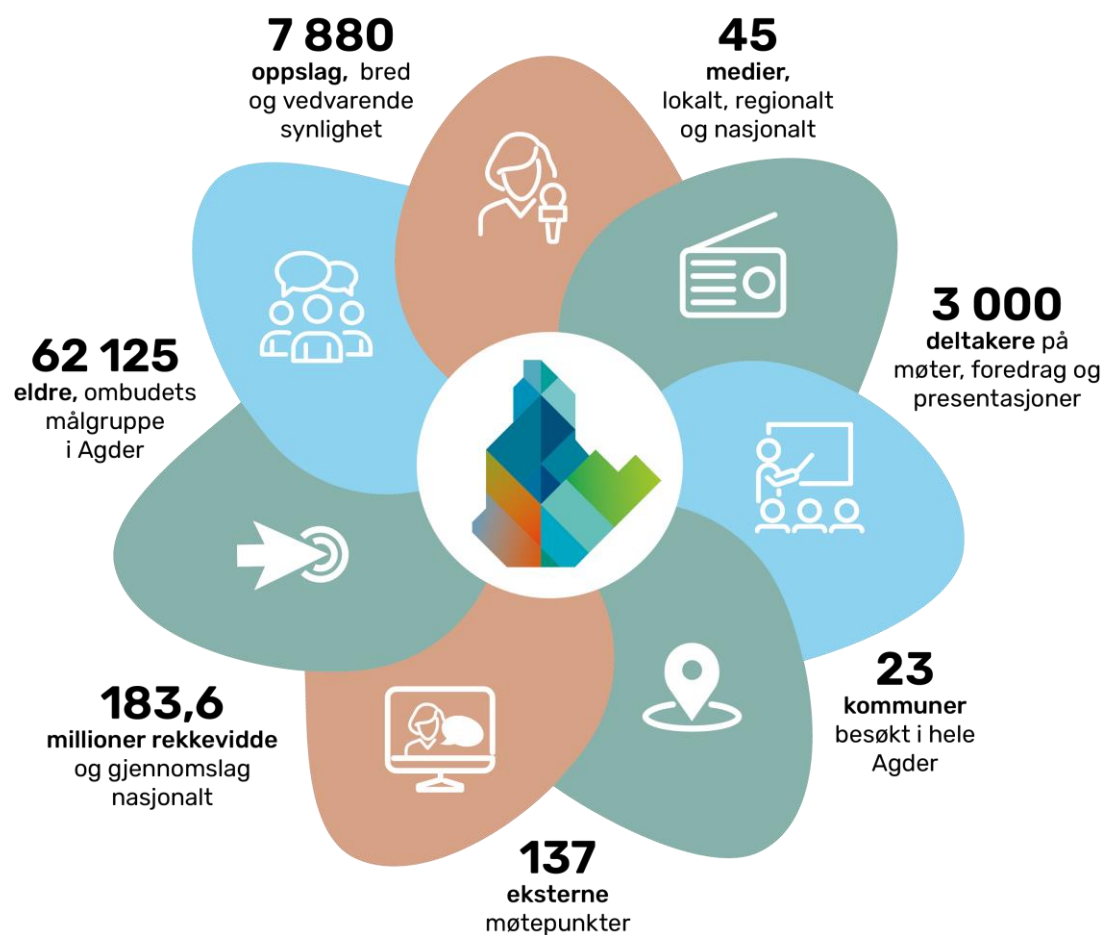 7 880
oppslag, bred
og vedvarende
synlighet
45
medier,
lokalt, regionalt
og nasjonalt
3 000
deltakere på
møter, foredrag og
presentasjoner
23
kommuner
besøkt i hele
Agder
137
eksterne
møtepunkter
183,6
millioner rekkevidde
og gjennomslag
nasjonalt
62 125
eldre, ombudets
målgruppe
i Agder